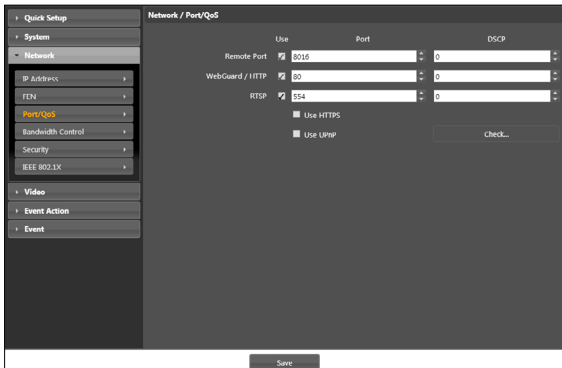 Quick Setup
System
Network
IP Address
FEN
Port/QoS
Bandwidth Control
Security
IEEE 802.1X
Video
Event Action
Event
Network / Port/QoS
Use Port DSCP
Remote Port 8016 0
WebGuard / HTTP 80 0
RTSP 554 0
Use HTTPS
Use UPnP Check...
Save